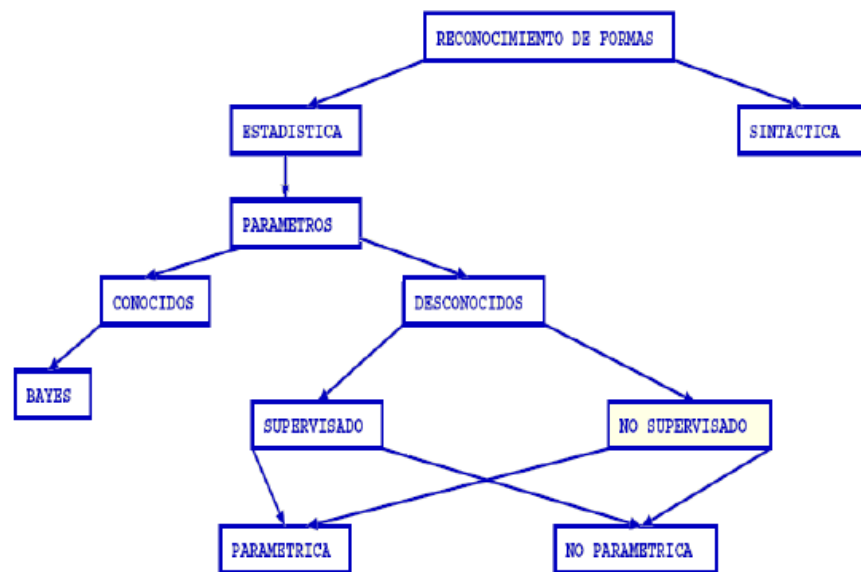 RECONOCIMIENTO DE FORMAS
ESTADISTICA
SINTACTICA
PARAMETROS
CONOCIDOS
DESCONOCIDOS
BAYES
SUPERVISADO
NO SUPERVISADO
PARAMETRICA
NO PARAMETRICA